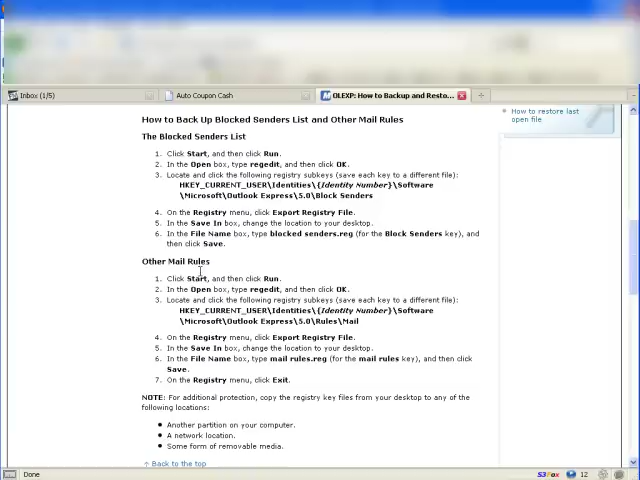 Inbox (1/5)
Auto Coupon Cash
OLEXP: How to Backup and Resto...
How to restore last
open file
How to Back Up Blocked Senders List and Other Mail Rules
The Blocked Senders List
1. Click Start, and then click Run.
2. In the Open box, type regedit, and then click OK.
3. Locate and click the following registry subkeys (save each key to a different file):
HKEY_CURRENT_USER\Identities\{Identity Number}\Software
\Microsoft\Outlook Express\5.0\Block Senders
4. On the Registry menu, click Export Registry File.
5. In the Save In box, change the location to your desktop.
6. In the File Name box, type blocked senders.reg (for the Block Senders key), and
then click Save.
Other Mail Rules
1. Click Start, and then click Run.
2. In the Open box, type regedit, and then click OK.
3. Locate and click the following registry subkeys (save each key to a different file):
HKEY_CURRENT_USER\Identities\{Identity Number}\Software
\Microsoft\Outlook Express\5.0\Rules\Mail
4. On the Registry menu, click Export Registry File.
5. In the Save In box, change the location to your desktop.
6. In the File Name box, type mail rules.reg (for the mail rules key), and then click
Save.
7. On the Registry menu, click Exit.
NOTE: For additional protection, copy the registry key files from your desktop to any of the
following locations:
Another partition on your computer.
A network location.
Some form of removable media.
Back to the top
Done
S3Fox
12